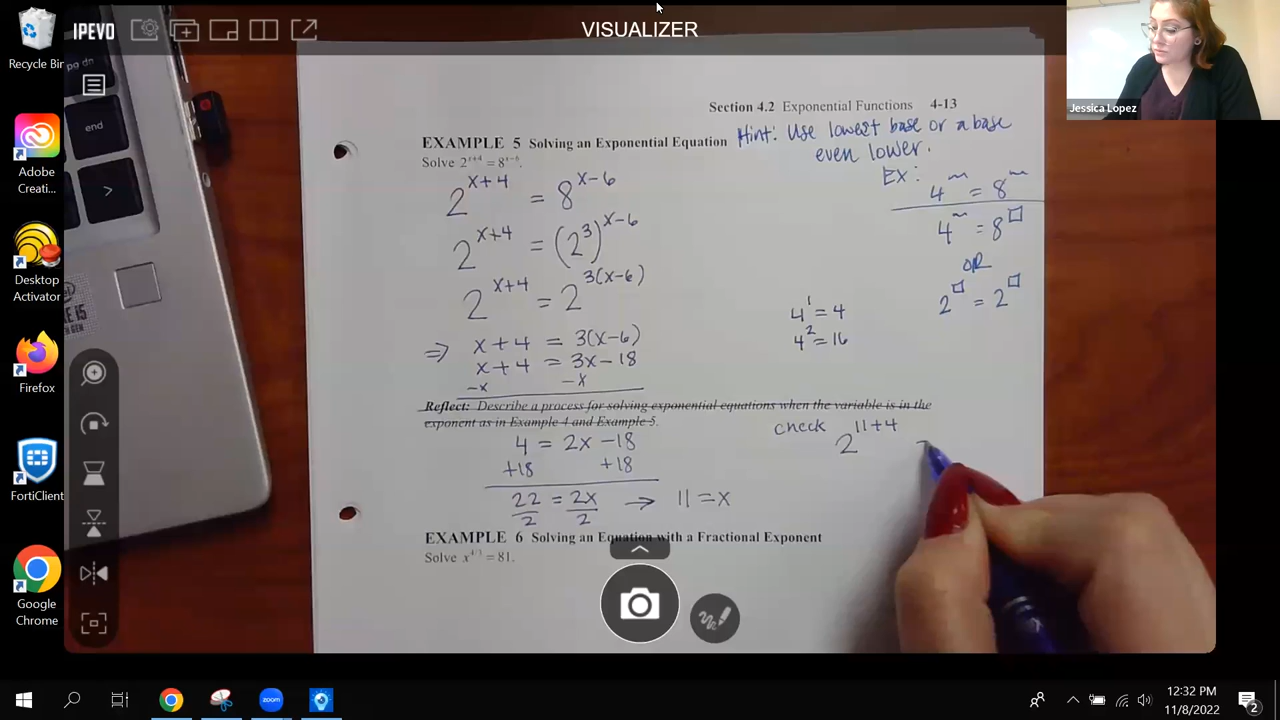 Recycle Bin
Adobe
Creati...
Desktop
Activator
Firefox
FortiClient
Google
Chrome
IPEVO
VISUALIZER
Jessica Lopez
end
Section 4.2 Exponential Functions 4-13
EXAMPLE 5 Solving an Exponential Equation
Hint: Use lowest base or a base
even lower.
Solve 2^{x+4} = 8^{x-6}.
EX:
4^~ = 8^~
2^{x+4} = 8^{x-6}
4^~ = 8^□
2^{x+4} = (2^3)^{x-6}
OR
2^{x+4} = 2^{3(x-6)}
2^□ = 2^□
4^1 = 4
4^2 = 16
⇒ x+4 = 3(x-6)
x+4 = 3x-18
-x -x
Reflect: Describe a process for solving exponential equations when the variable is in the
exponent as in Example 4 and Example 5.
4 = 2x -18
+18 +18
22 = 2x → 11 = x
2 2
check 2^{11+4}
EXAMPLE 6 Solving an Equation with a Fractional Exponent
Solve x^{4/3} = 81.
12:32 PM
11/8/2022
zoom
2